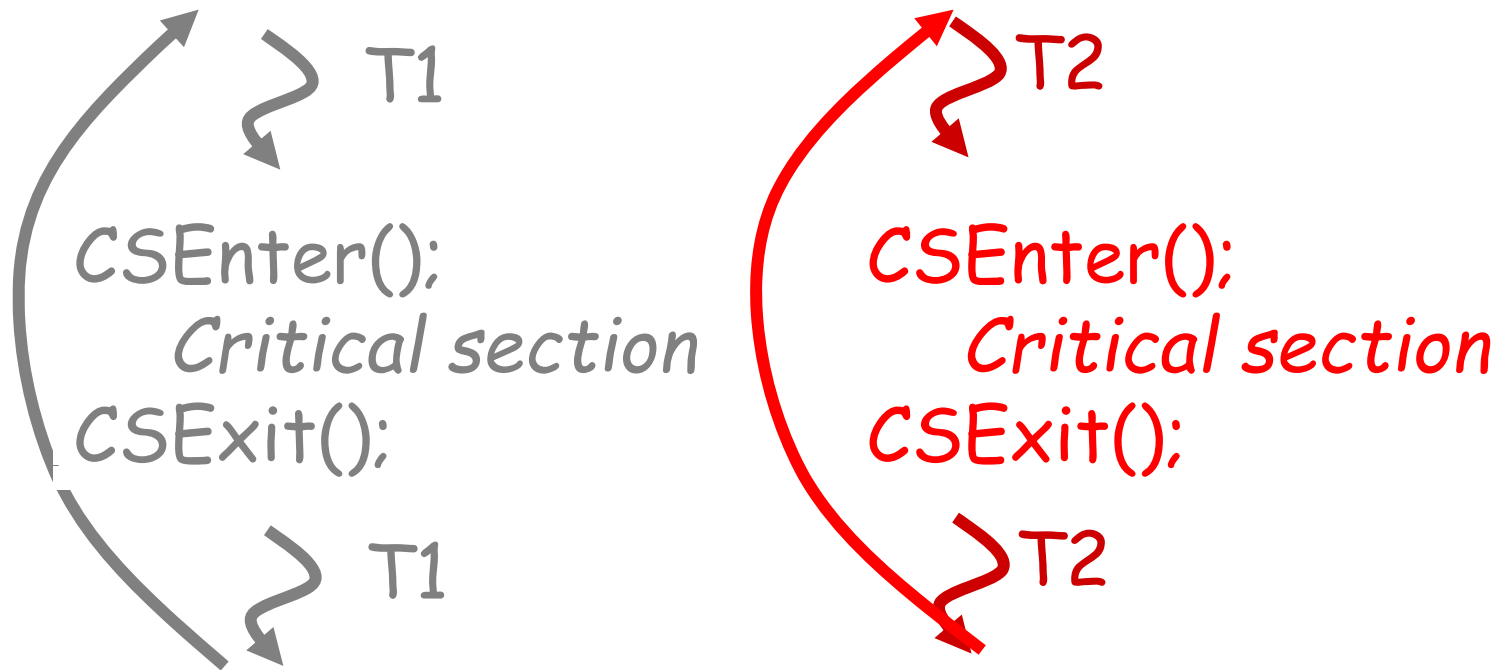 T1
CSEnter();
Critical section
CSExit();
T1
T2
CSEnter();
Critical section
CSExit();
T2